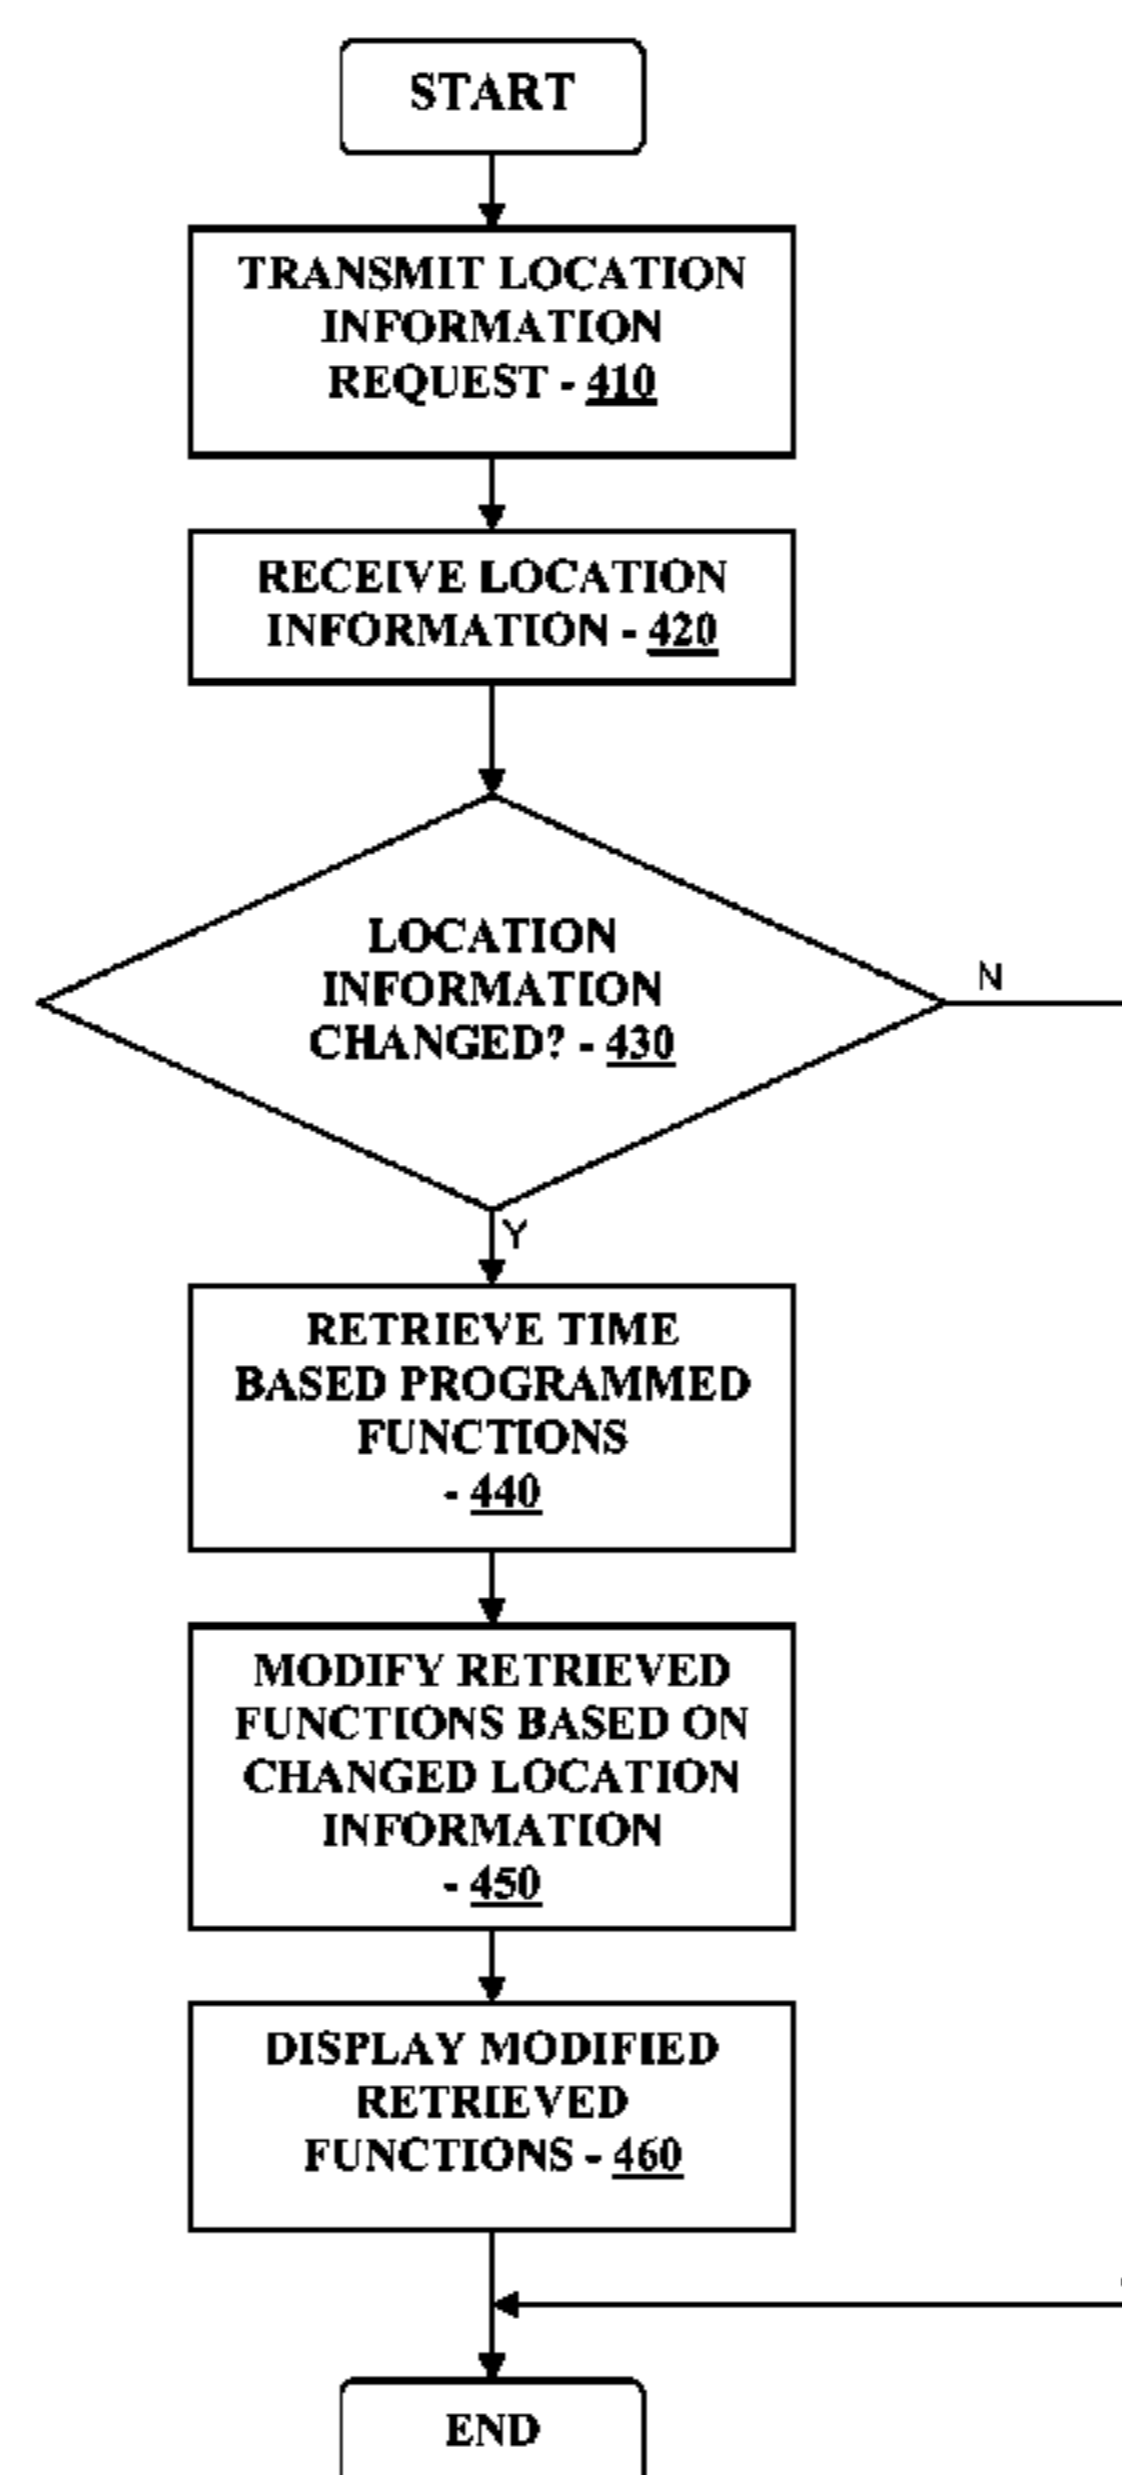 START
TRANSMIT LOCATION
INFORMATION
REQUEST - 410
RECEIVE LOCATION
INFORMATION - 420
LOCATION
INFORMATION
CHANGED? - 430
N
Y
RETRIEVE TIME
BASED PROGRAMMED
FUNCTIONS
- 440
MODIFY RETRIEVED
FUNCTIONS BASED ON
CHANGED LOCATION
INFORMATION
- 450
DISPLAY MODIFIED
RETRIEVED
FUNCTIONS - 460
END